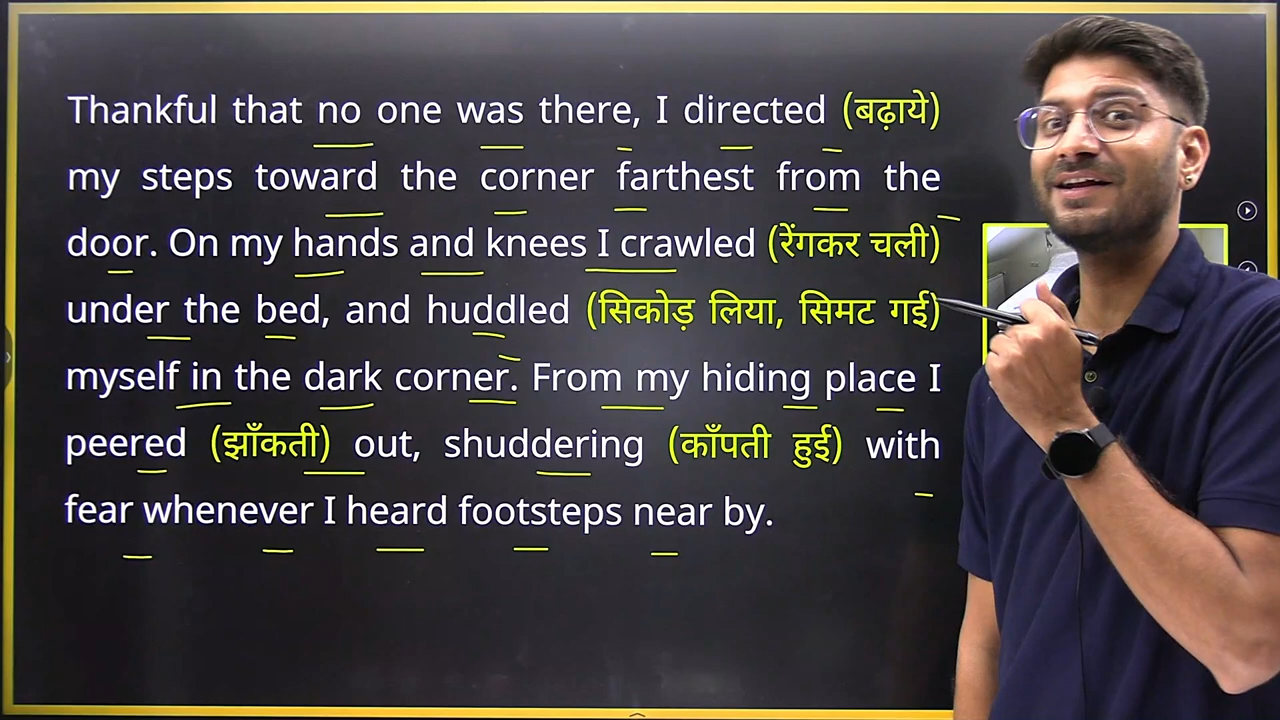 Thankful that no one was there, I directed (बढ़ाये)
my steps toward the corner farthest from the
door. On my hands and knees I crawled (रेंगकर चली)
under the bed, and huddled (सिकोड़ लिया, सिमट गई)
myself in the dark corner. From my hiding place I
peered (झाँकती) out, shuddering (काँपती हुई) with
fear whenever I heard footsteps near by.